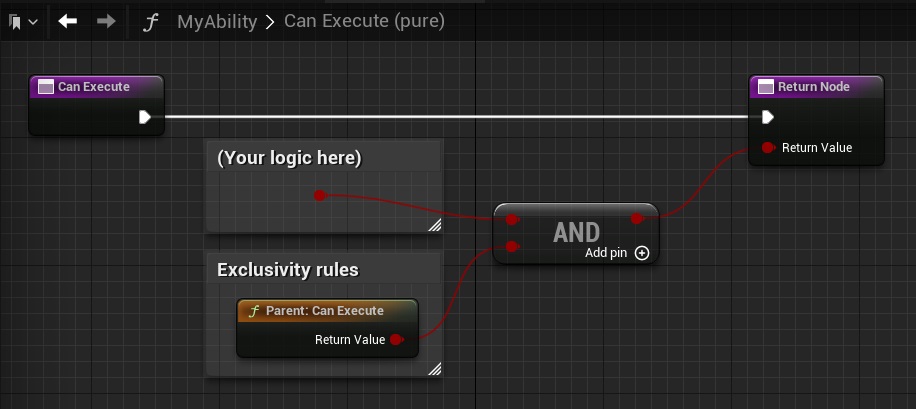 MyAbility > Can Execute (pure)
Can Execute
Return Node
Return Value
(Your logic here)
AND
Add pin
Exclusivity rules
f Parent: Can Execute
Return Value